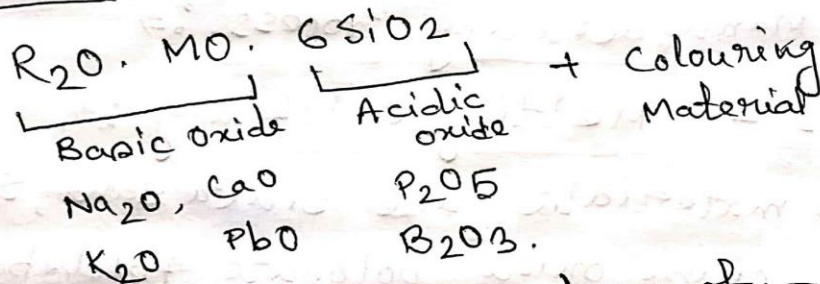 R₂O. MO. 6SiO₂ + Colouring
Material
Basic Oxide Acidic
oxide
Na₂O, CaO P₂O5
K₂O PbO B₂O3.